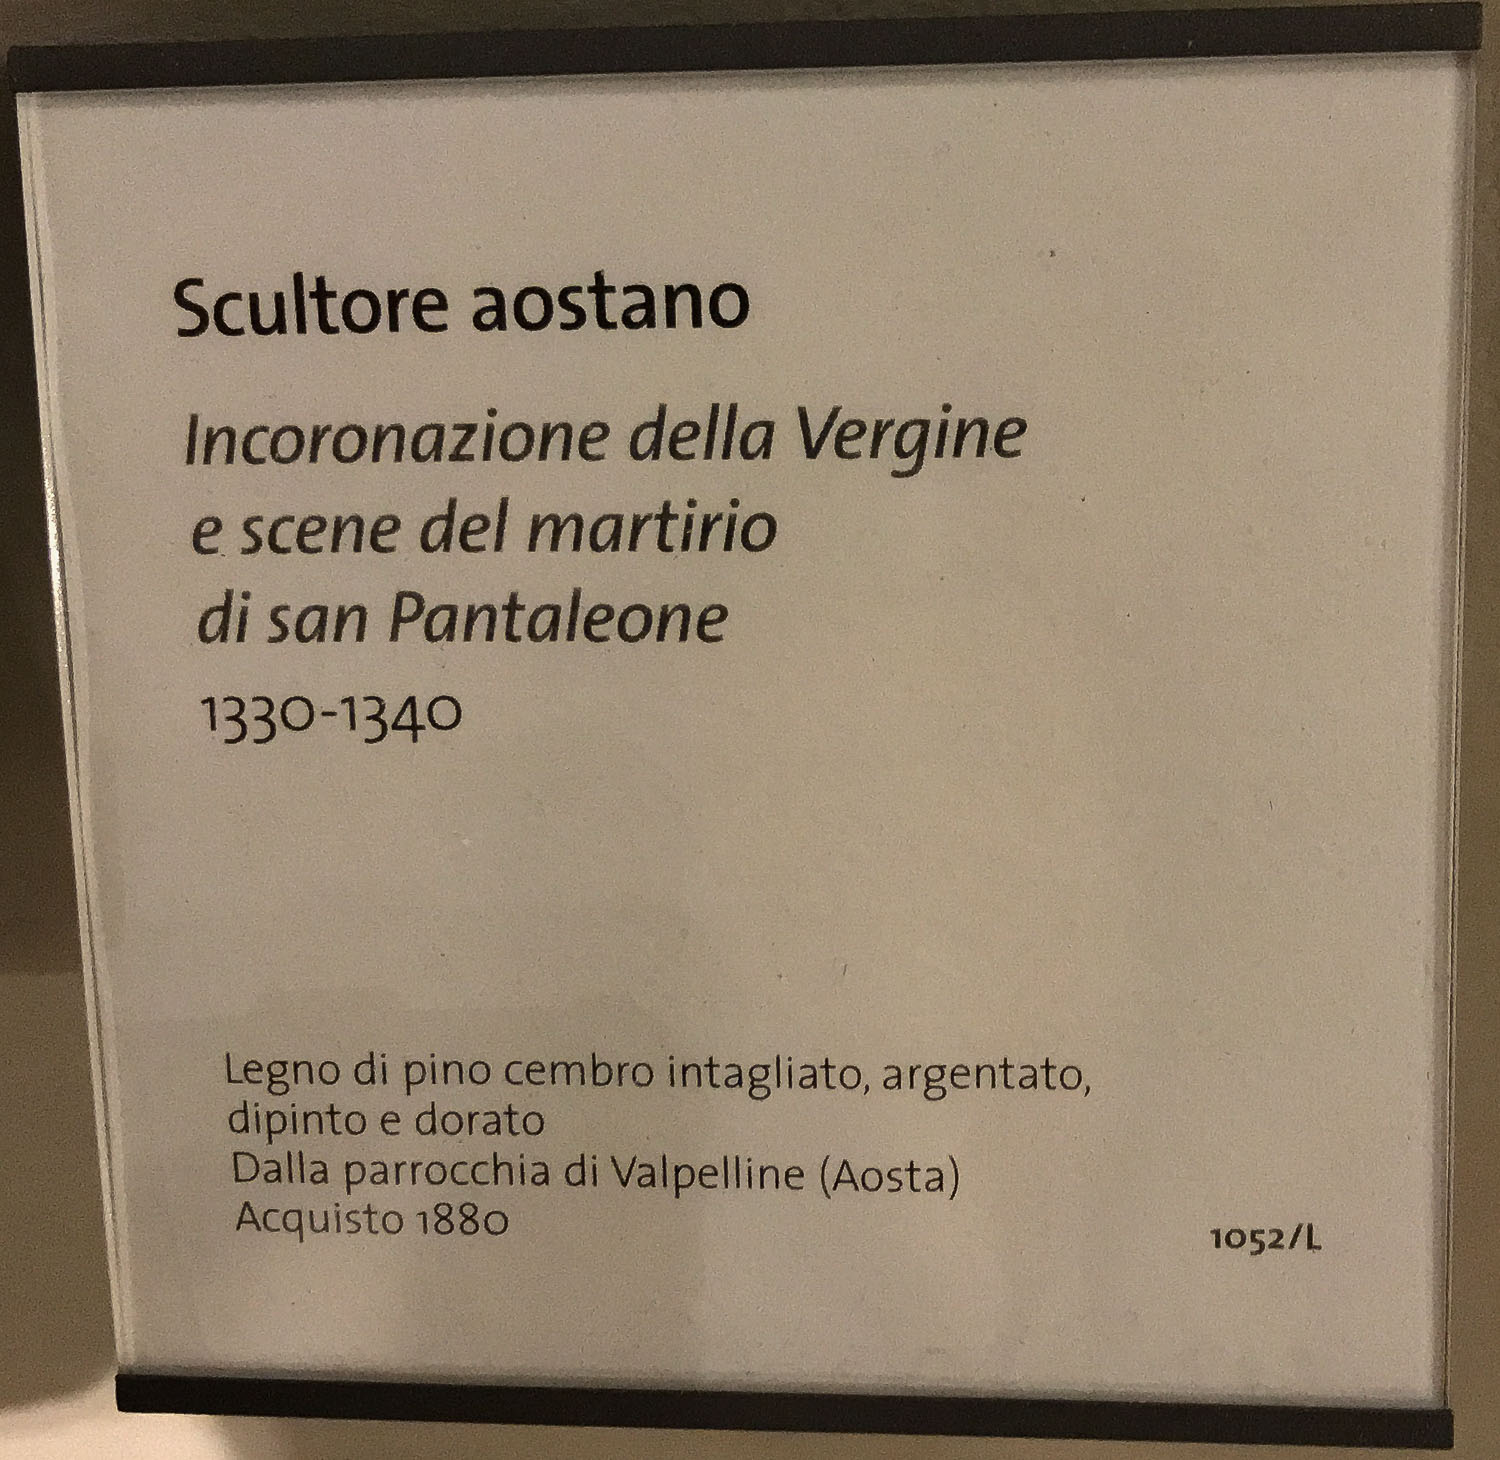 Scultore aostano
Incoronazione della Vergine
e scene del martirio
di san Pantaleone
1330-1340
Legno di pino cembro intagliato, argentato,
dipinto e dorato
Dalla parrocchia di Valpelline (Aosta)
Acquisto 1880
1052/L